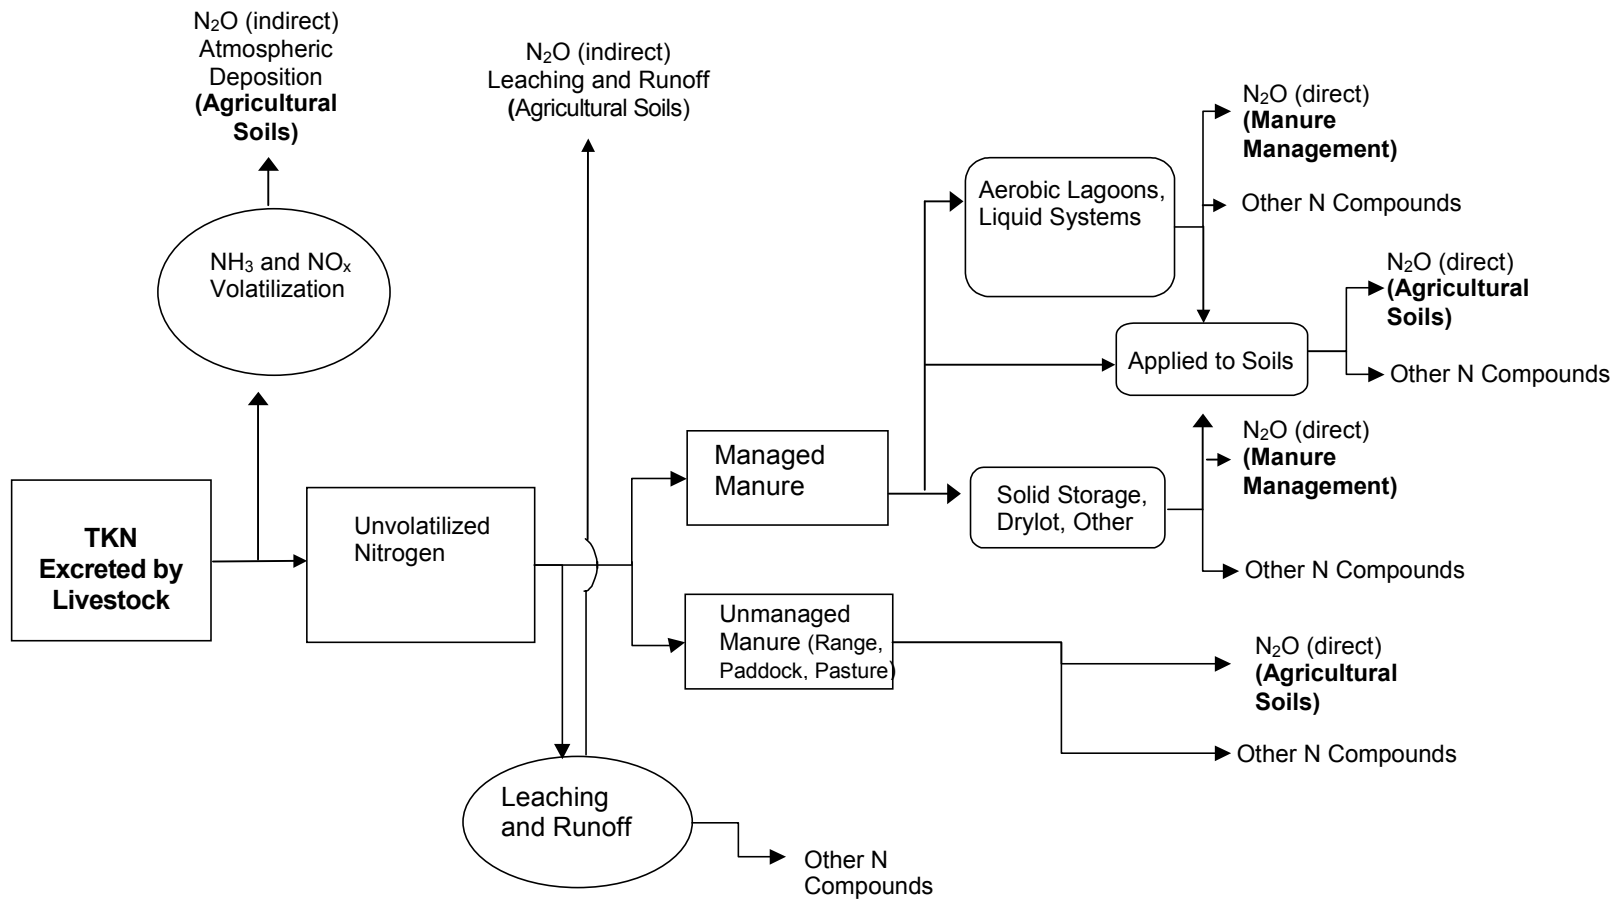 N₂O (indirect)
Atmospheric
Deposition
(Agricultural
Soils)
N₂O (indirect)
Leaching and Runoff
(Agricultural Soils)
N₂O (direct)
(Manure
Management)
Aerobic Lagoons,
Liquid Systems
Other N Compounds
NH₃ and NOₓ
Volatilization
N₂O (direct)
(Agricultural
Soils)
Applied to Soils
Other N Compounds
N₂O (direct)
(Manure
Management)
Managed
Manure
Solid Storage,
Drylot, Other
TKN
Excreted by
Livestock
Unvolatilized
Nitrogen
Other N Compounds
Unmanaged
Manure (Range,
Paddock, Pasture)
N₂O (direct)
(Agricultural
Soils)
Other N Compounds
Leaching
and Runoff
Other N
Compounds